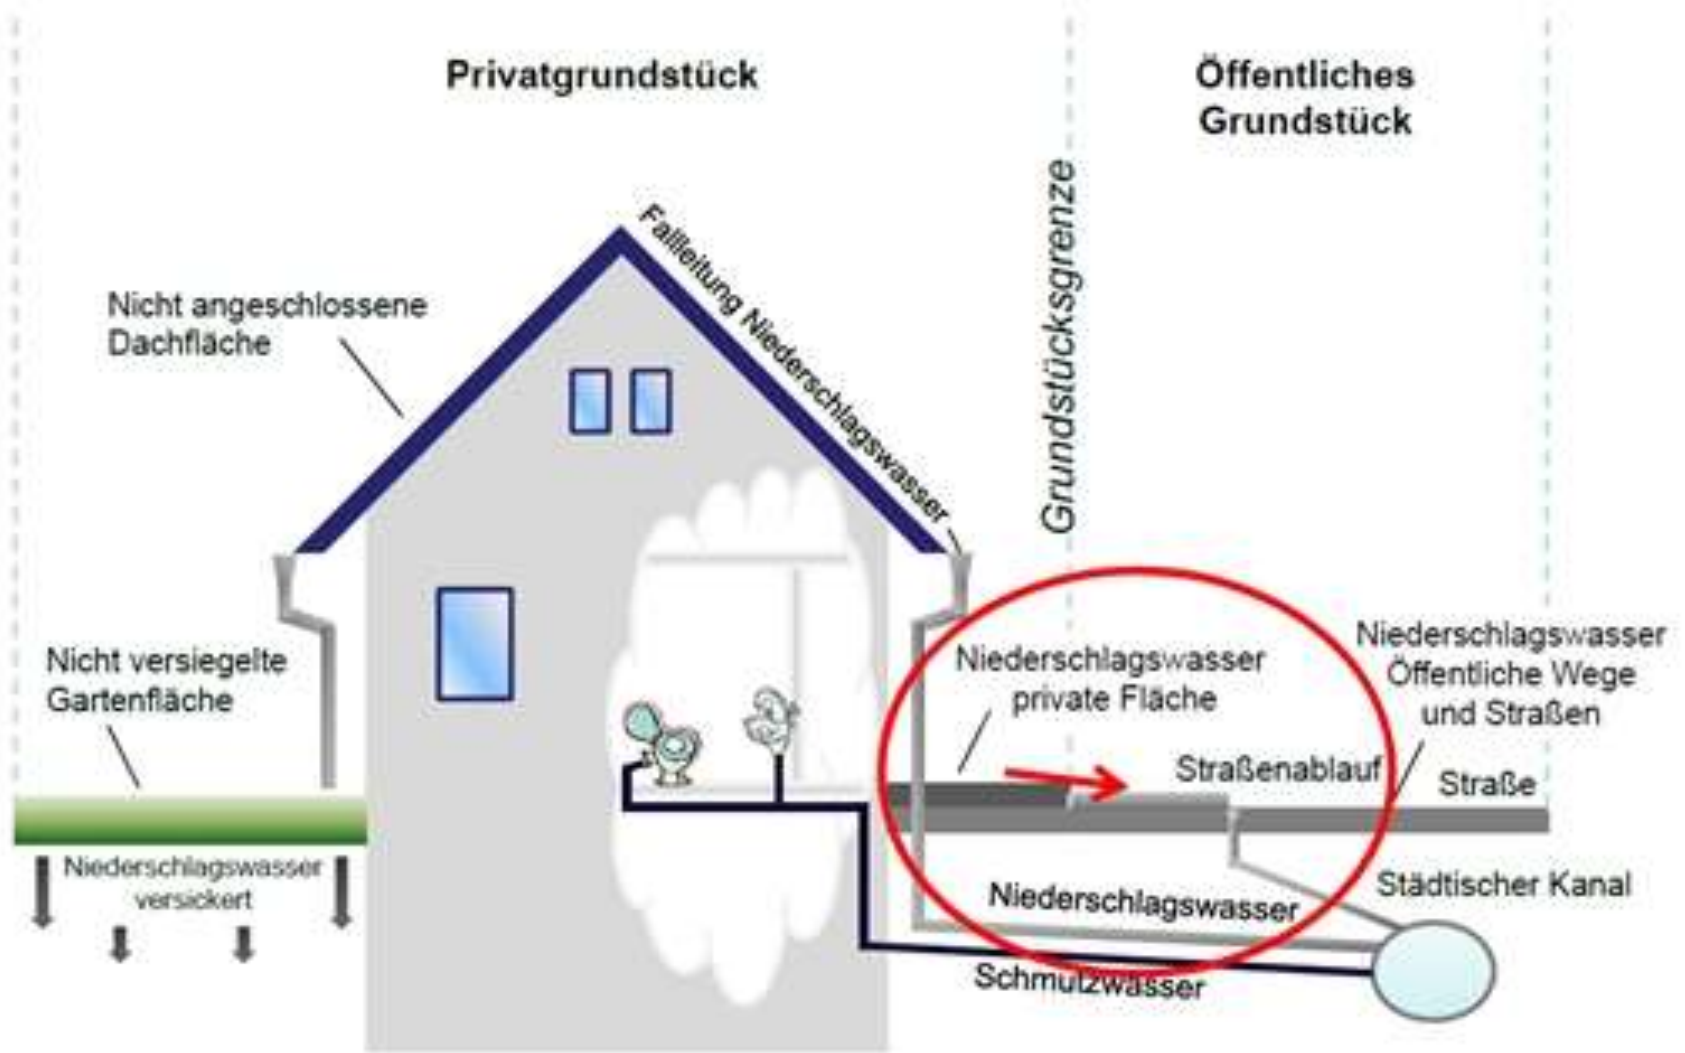 Privatgrundstück
Öffentliches
Grundstück
Grundstücksgrenze
Fallleitung Niederschlagswasser
Nicht angeschlossene
Dachfläche
Nicht versiegelte
Gartenfläche
Niederschlagswasser
private Fläche
Niederschlagswasser
Öffentliche Wege
und Straßen
Straßenablauf
Straße
Niederschlagswasser
versickert
Niederschlagswasser
Städtischer Kanal
Schmutzwasser